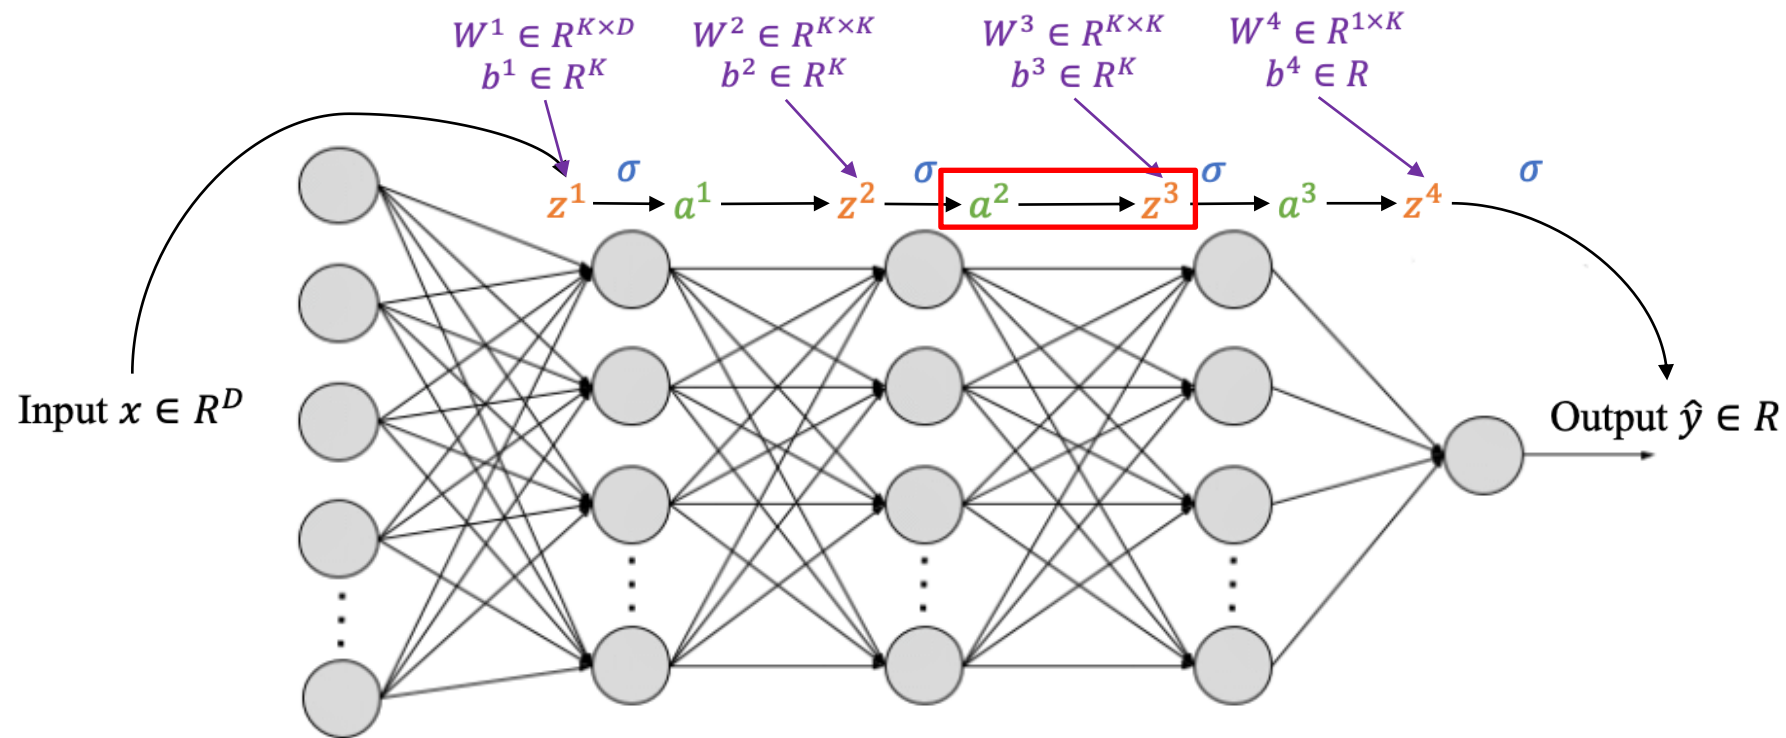 W¹ ∈ R^{K×D} W² ∈ R^{K×K} W³ ∈ R^{K×K} W⁴ ∈ R^{1×K}
b¹ ∈ R^K b² ∈ R^K b³ ∈ R^K b⁴ ∈ R
σ σ σ σ
z¹ a¹ z² a² z³ a³ z⁴
Input x ∈ R^D
Output ŷ ∈ R